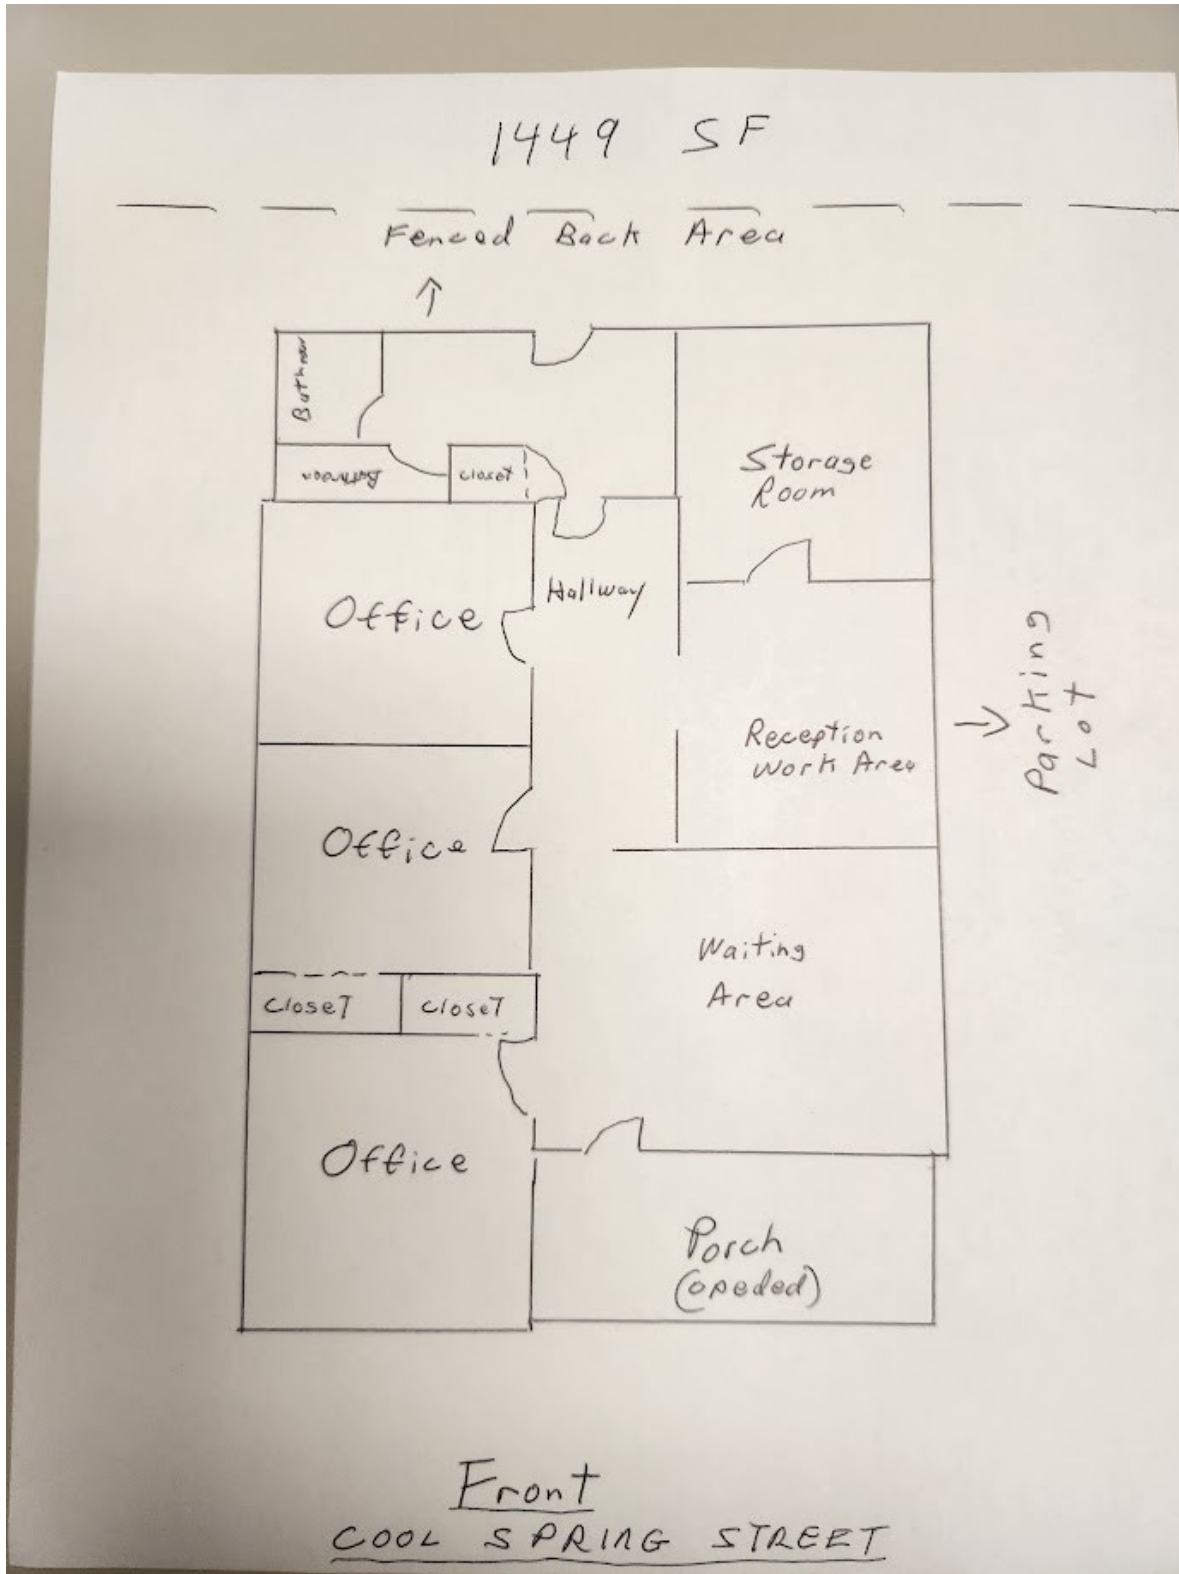 1449 SF
Fenced Back Area
Bathroom
Bathroom
closeT
Storage
Room
Hallway
Office
Reception
Work Area
Parking
Lot
Office
Waiting
Area
closeT
closeT
Office
Porch
(opeded)
Front
COOL SPRING STREET